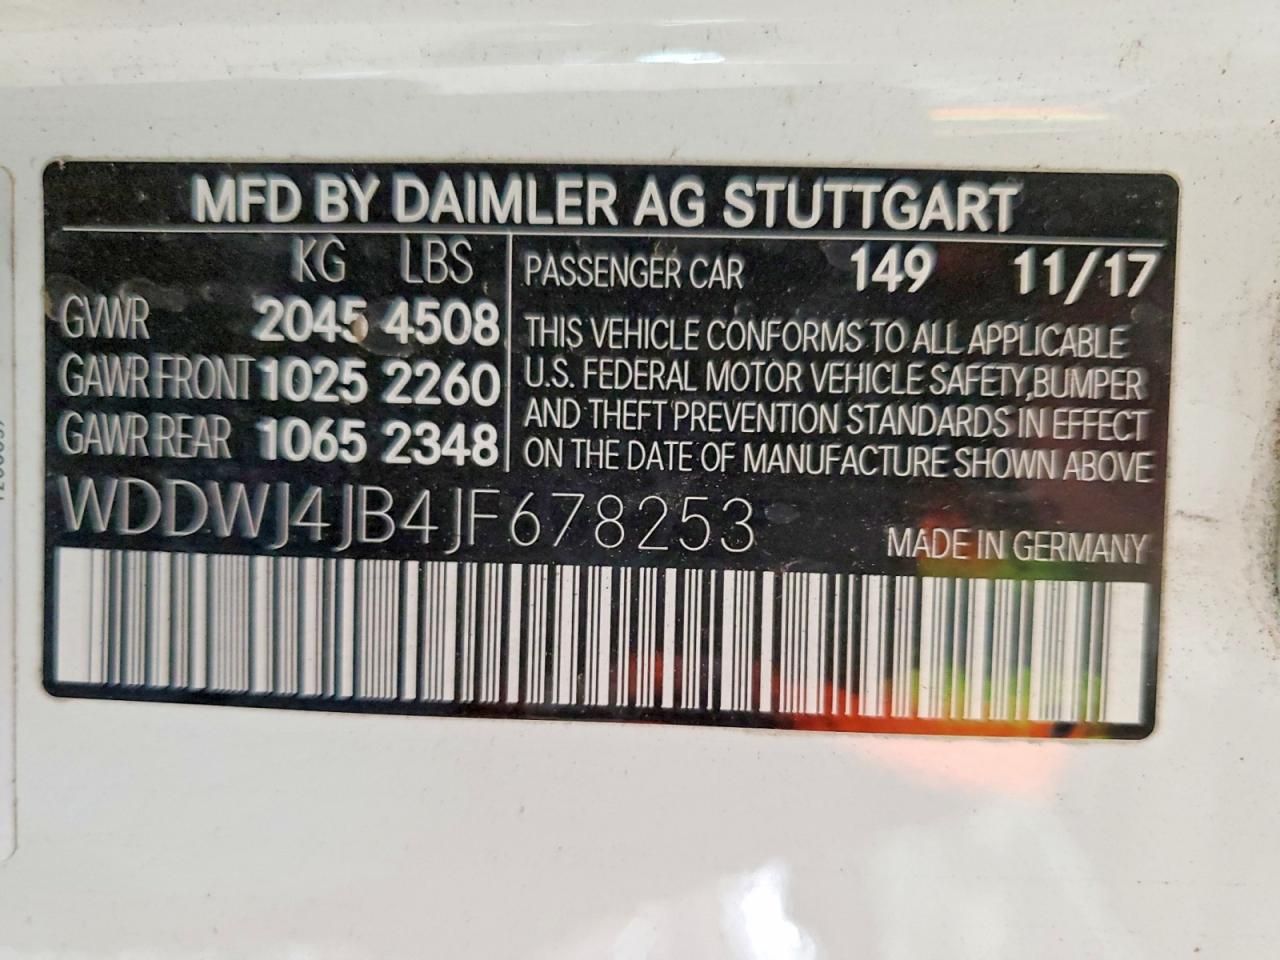 MFD BY DAIMLER AG STUTTGART
KG LBS
GVWR 2045 4508
GAWR FRONT 1025 2260
GAWR REAR 1065 2348
PASSENGER CAR 149 11/17
THIS VEHICLE CONFORMS TO ALL APPLICABLE
U.S. FEDERAL MOTOR VEHICLE SAFETY,BUMPER
AND THEFT PREVENTION STANDARDS IN EFFECT
ON THE DATE OF MANUFACTURE SHOWN ABOVE
WDDWJ4JB4JF678253
MADE IN GERMANY